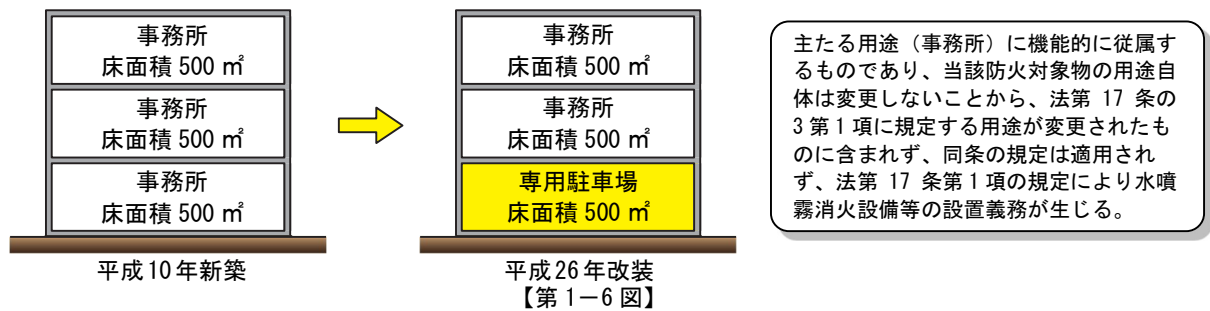 事務所
床面積 500 ㎡
事務所
床面積 500 ㎡
事務所
床面積 500 ㎡
平成10年新築
事務所
床面積 500 ㎡
事務所
床面積 500 ㎡
専用駐車場
床面積 500 ㎡
平成26年改装
【第1－6図】
主たる用途（事務所）に機能的に従属す
るものであり、当該防火対象物の用途自
体は変更しないことから、法第 17 条の
3第1項に規定する用途が変更されたも
のに含まれず、同条の規定は適用され
ず、法第 17 条第1項の規定により水噴
霧消火設備等の設置義務が生じる。